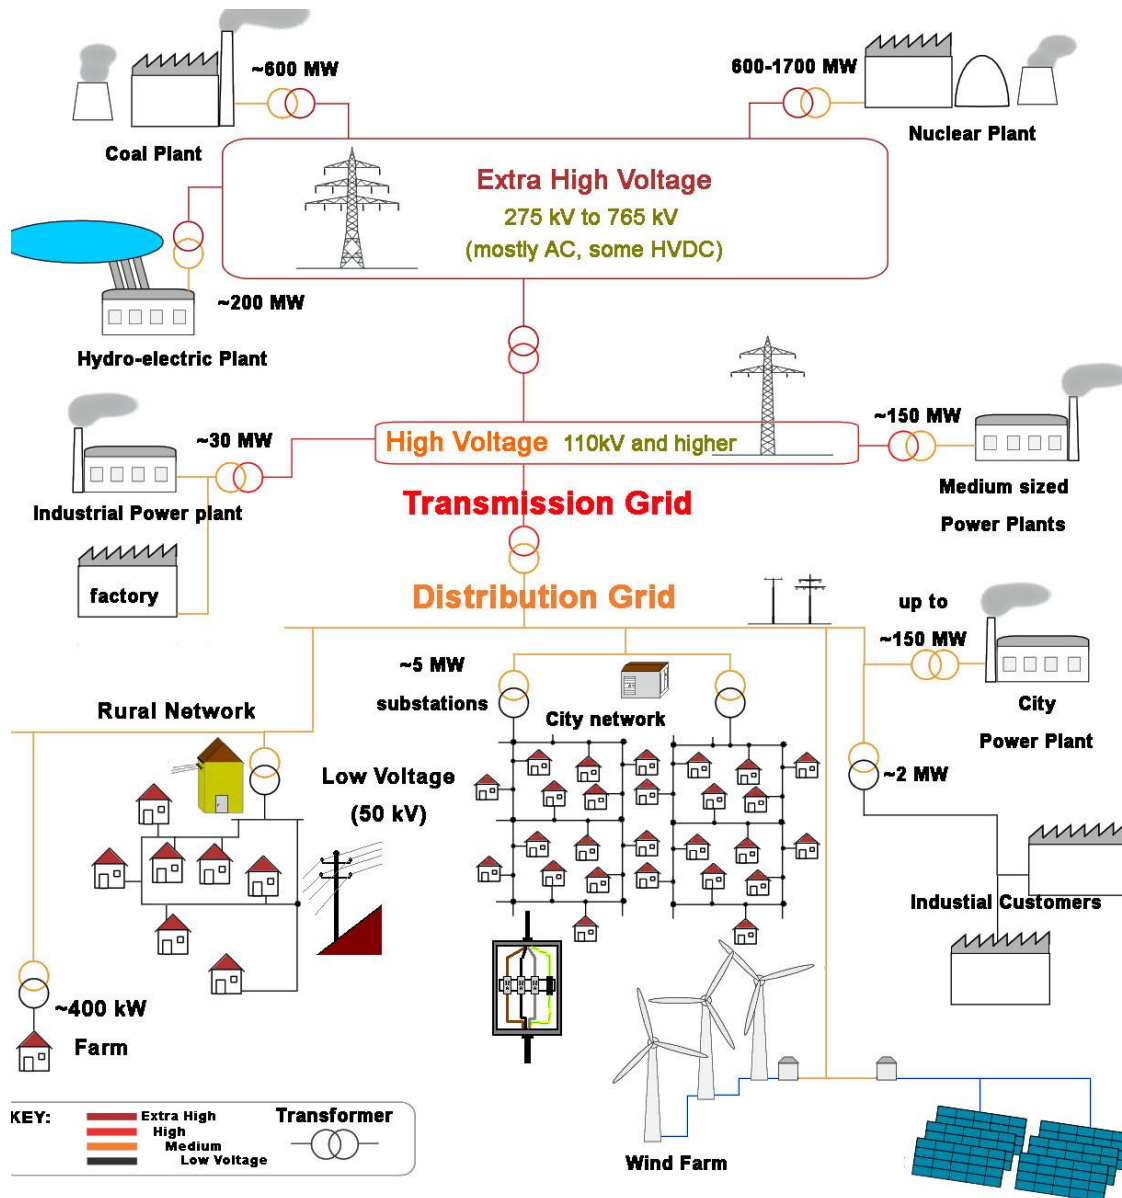 ~600 MW
600-1700 MW
Coal Plant
Nuclear Plant
Extra High Voltage
275 kV to 765 kV
(mostly AC, some HVDC)
~200 MW
Hydro-electric Plant
~30 MW
High Voltage 110kV and higher
~150 MW
Industrial Power plant
Medium sized
Power Plants
Transmission Grid
factory
Distribution Grid
up to
~150 MW
~5 MW
substations
City
Power Plant
Rural Network
City network
Low Voltage
(50 kV)
~2 MW
Industial Customers
~400 kW
Farm
Wind Farm
KEY:
Extra High
High
Medium
Low Voltage
Transformer